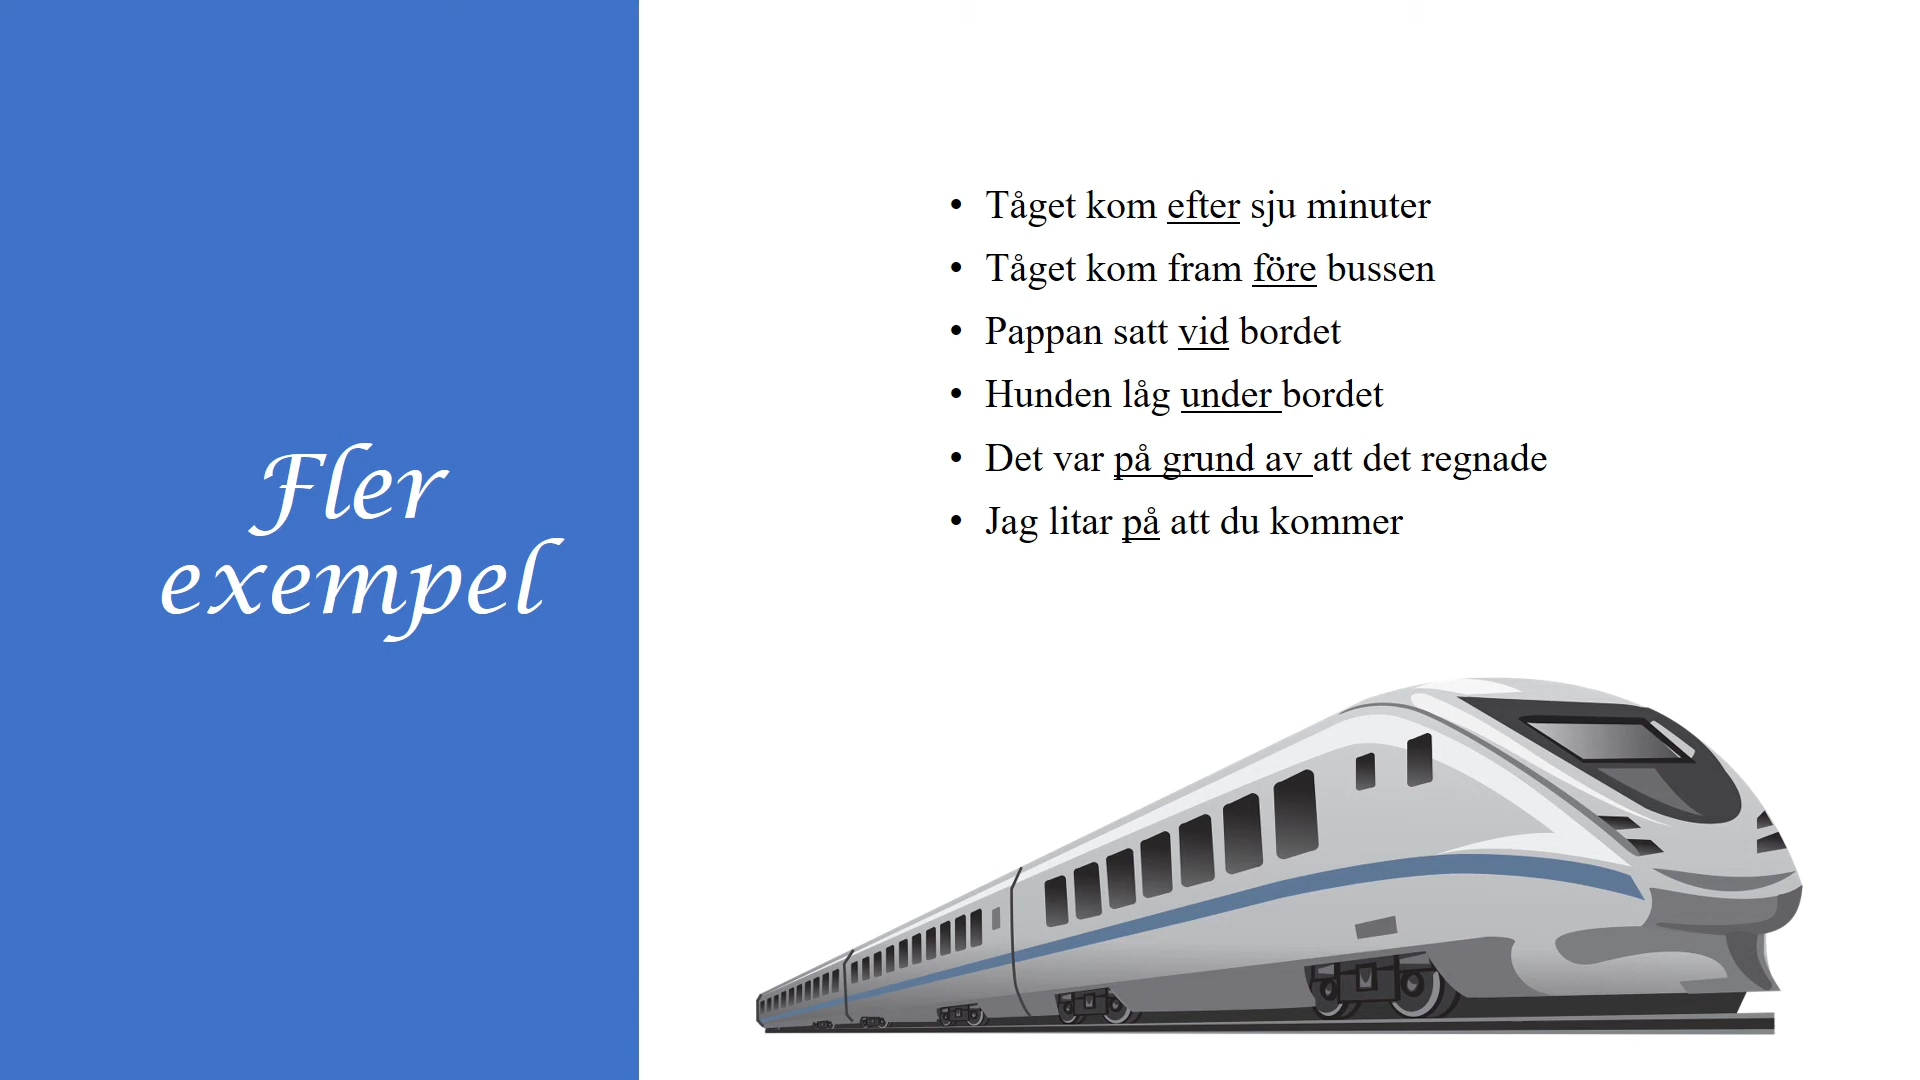 Fler
exempel
• Tåget kom efter sju minuter
• Tåget kom fram före bussen
• Pappan satt vid bordet
• Hunden låg under bordet
• Det var på grund av att det regnade
• Jag litar på att du kommer